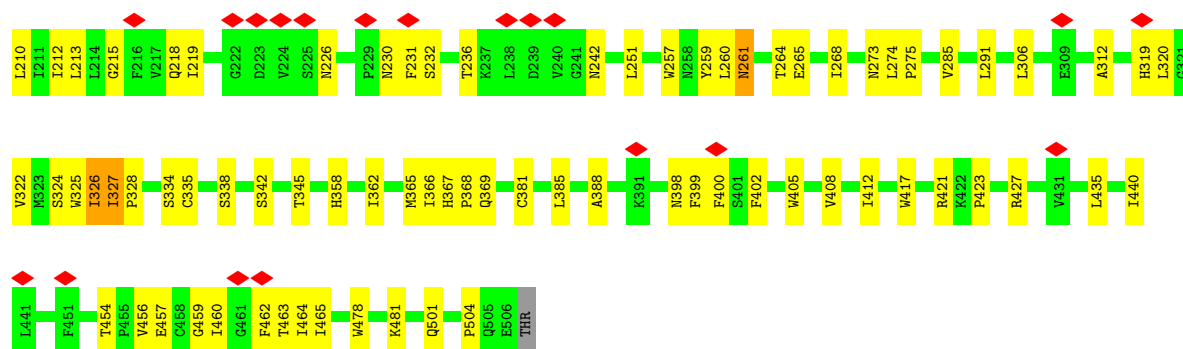 L210 I211 I212 L213 L214 G215 F216 V217 Q218 I219 G222 D223 V224 S225 N226 P229 N230 F231 S232 T236 K237 L238 D239 V240 G241 N242 L251 W257 N258 Y259 L260 N261 T264 E265 I268 N273 L274 P275 V285 L291 L306 E309 A312 H319 L320 G321
V322 M323 S324 W325 I326 I327 P328 S334 C335 S338 S342 T345 H358 I362 M365 I366 H367 P368 Q369 C381 L385 A388 K391 N398 F399 F400 S401 F402 W405 V408 I412 W417 R421 K422 P423 R427 V431 L435 I440
L441 F451 T454 P455 V456 E457 C458 G459 I460 G461 F462 T463 I464 I465 W478 K481 Q501 P504 Q505 E506 THR